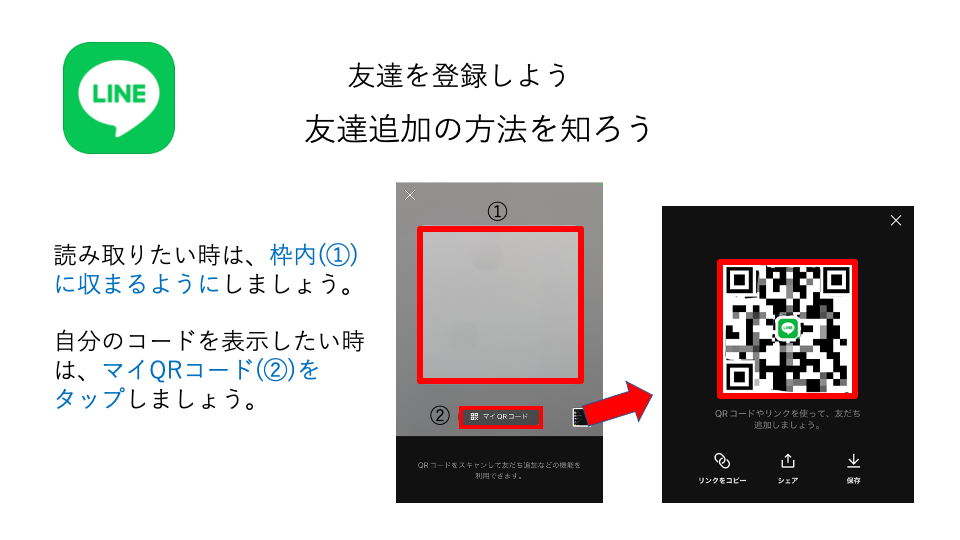 LINE
友達を登録しよう
友達追加の方法を知ろう
読み取りたい時は、枠内(①)
に収まるようにしましょう。
自分のコードを表示したい時
は、マイQRコード(②)を
タップしましょう。
①
②
マイQRコード
QRコードをスキャンして友だち追加などの機能を
利用できます。
LINE
QRコードやリンクを使って、友だち
追加しましょう。
リンクをコピー
シェア
保存